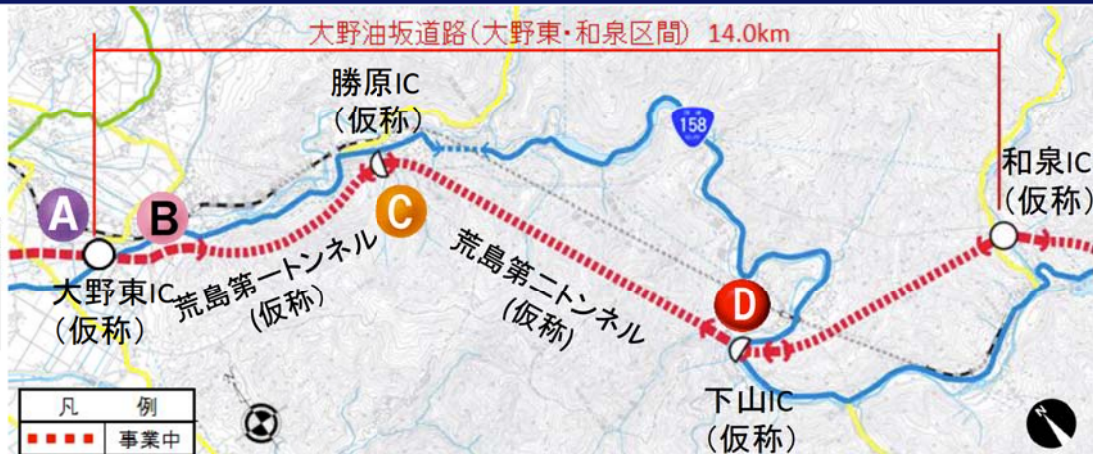 大野油坂道路(大野東・和泉区間) 14.0km
勝原IC
(仮称)
158
和泉IC
(仮称)
A
B
C
大野東IC
(仮称)
荒島第一トンネル
(仮称)
荒島第二トンネル
(仮称)
D
下山IC
(仮称)
凡 例
事業中
N